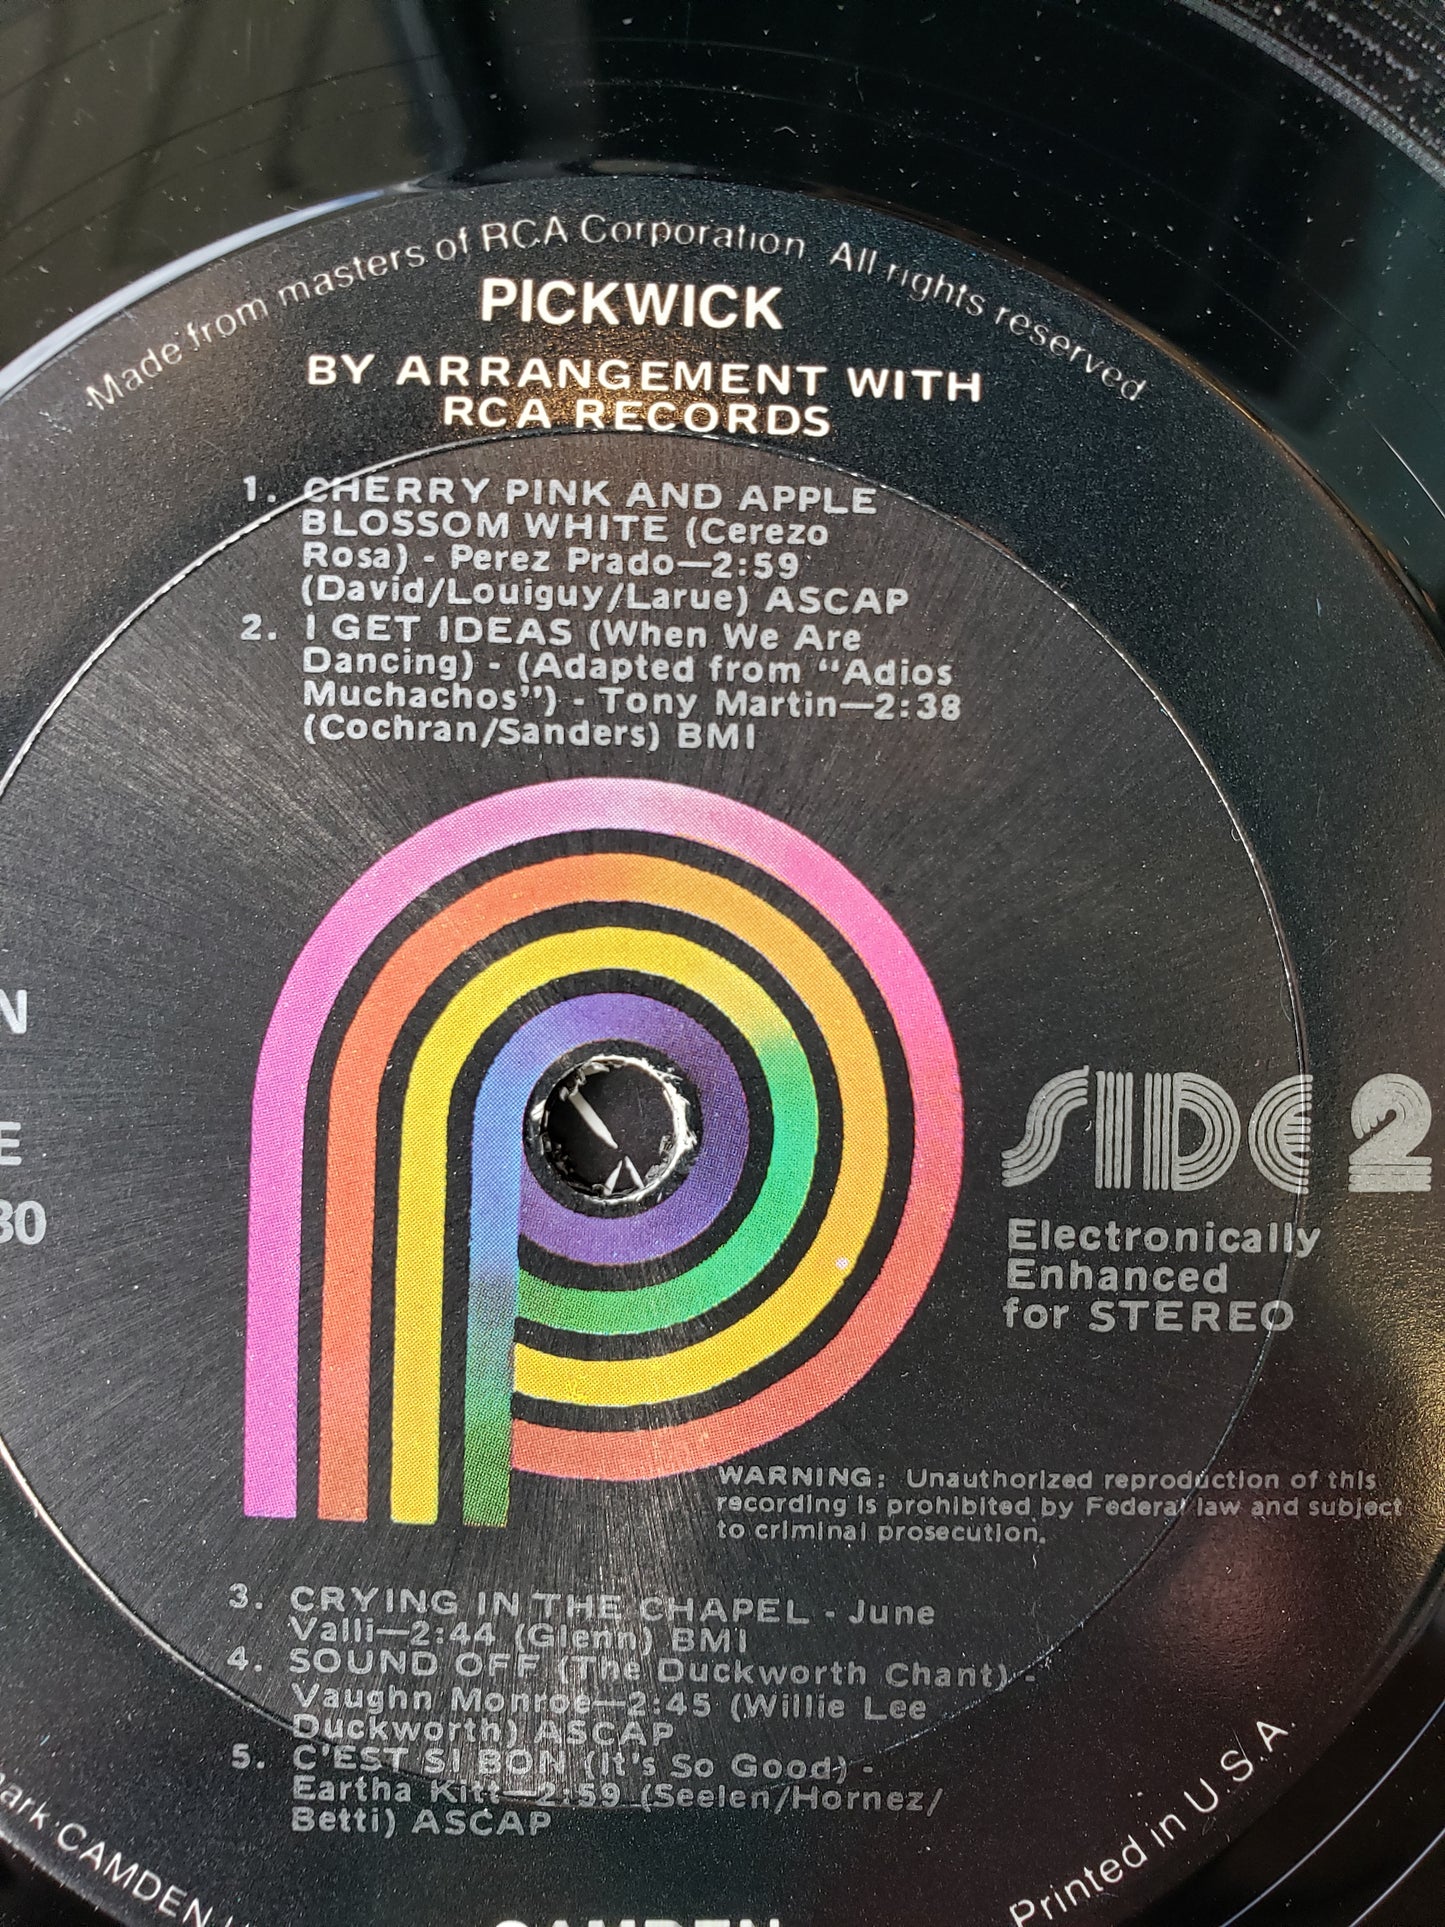 Made from masters of RCA Corporation All rights reserved
PICKWICK
BY ARRANGEMENT WITH
RCA RECORDS
1. CHERRY PINK AND APPLE
BLOSSOM WHITE (Cerezo
Rosa) - Perez Prado—2:59
(David/Louiguy/Larue) ASCAP
2. I GET IDEAS (When We Are
Dancing) - (Adapted from "Adios
Muchachos") - Tony Martin—2:38
(Cochran/Sanders) BMI
SIDE 2
Electronically
Enhanced
for STEREO
WARNING: Unauthorized reproduction of this
recording is prohibited by Federal law and subject
to criminal prosecution.
3. CRYING IN THE CHAPEL - June
Valli—2:44 (Glenn) BMI
4. SOUND OFF (The Duckworth Chant) -
Vaughn Monroe—2:45 (Willie Lee
Duckworth) ASCAP
5. C'EST SI BON (It's So Good) -
Eartha Kitt—2:59 (Seelen/Hornez/
Betti) ASCAP
CAMDEN
Printed in U.S.A.